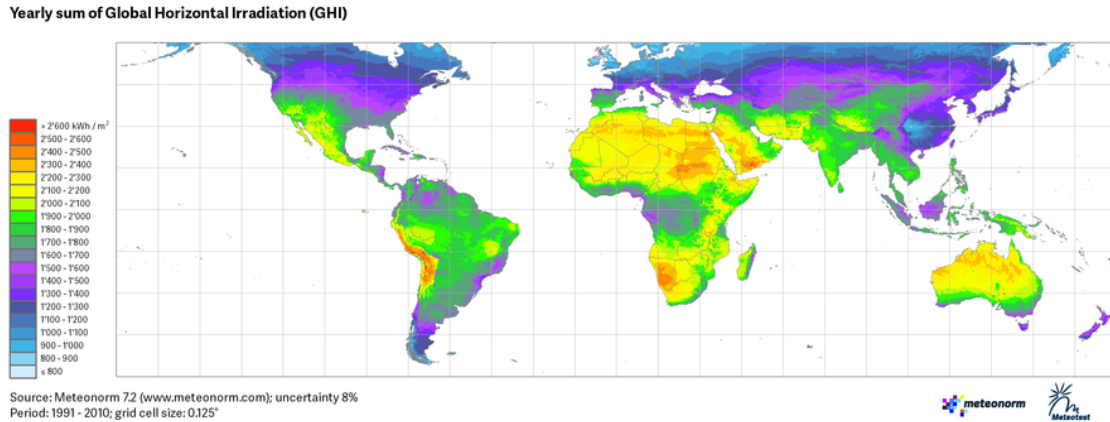 Yearly sum of Global Horizontal Irradiation (GHI)
> 2'600 kWh / m²
2'500 - 2'600
2'400 - 2'500
2'300 - 2'400
2'200 - 2'300
2'100 - 2'200
2'000 - 2'100
1'900 - 2'000
1'800 - 1'900
1'700 - 1'800
1'600 - 1'700
1'500 - 1'600
1'400 - 1'500
1'300 - 1'400
1'200 - 1'300
1'100 - 1'200
1'000 - 1'100
900 - 1'000
800 - 900
≤ 800
Source: Meteonorm 7.2 (www.meteonorm.com); uncertainty 8%
Period: 1991 - 2010; grid cell size: 0.125°
meteonorm
Meteotest